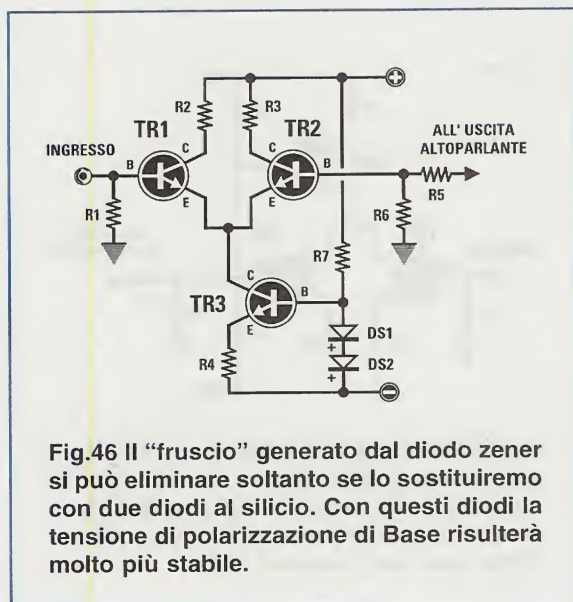 R2
R3
TR1
TR2
INGRESSO
ALL' USCITA
ALTOPARLANTE
B
C
C
B
E
E
R1
R5
R6
R7
C
B
TR3
E
DS1
+
DS2
+
R4
Fig.46 Il “fruscio” generato dal diodo zener
si può eliminare soltanto se lo sostituiremo
con due diodi al silicio. Con questi diodi la
tensione di polarizzazione di Base risulterà
molto più stabile.